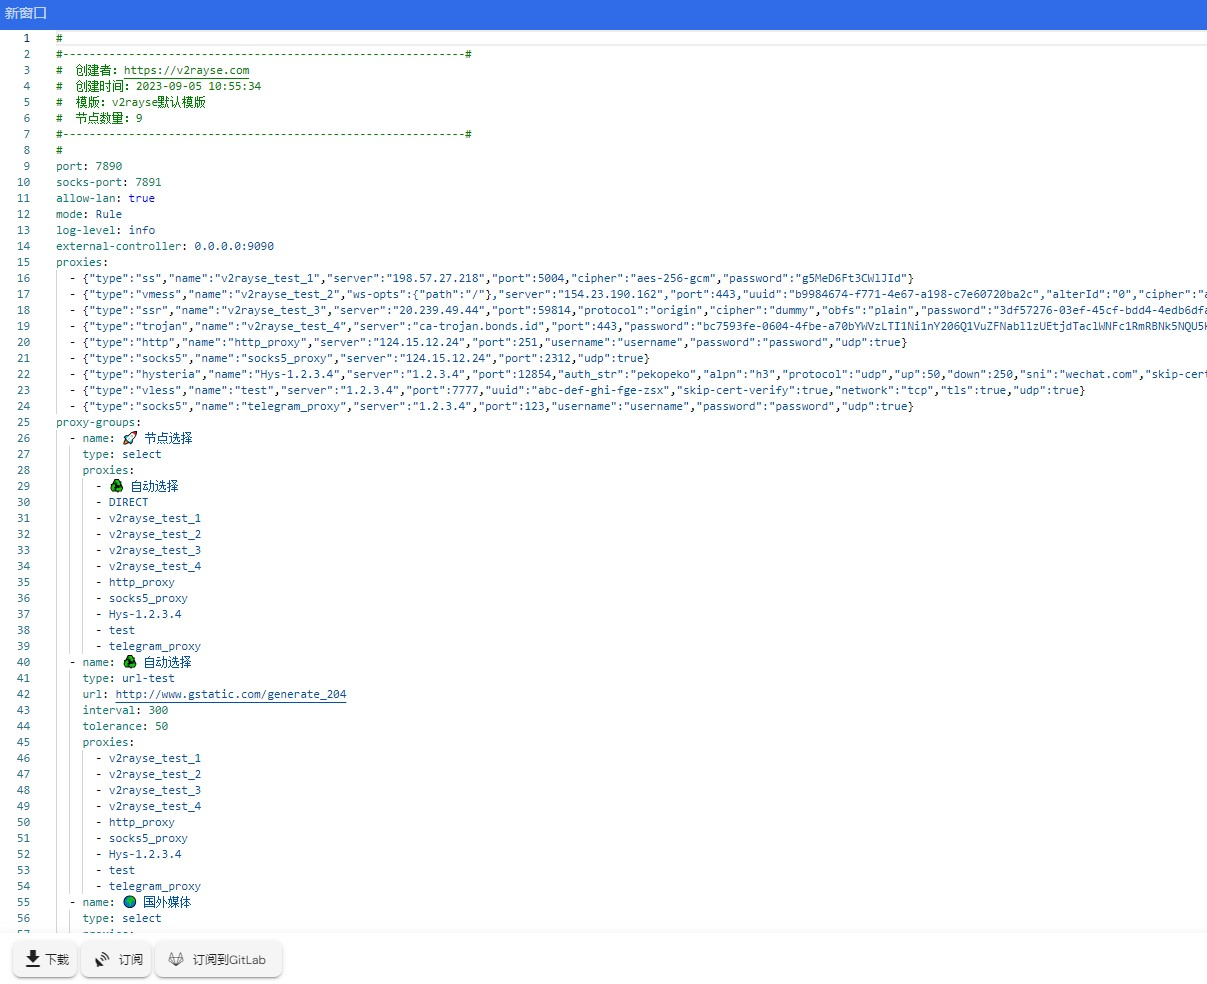 新窗口
1 #
2 #-------------------------------------------------------------#
3 # 创建者: https://v2rayse.com
4 # 创建时间: 2023-09-05 10:55:34
5 # 模版: v2rayse默认模版
6 # 节点数量: 9
7 #-------------------------------------------------------------#
8 #
9 port: 7890
10 socks-port: 7891
11 allow-lan: true
12 mode: Rule
13 log-level: info
14 external-controller: 0.0.0.0:9090
15 proxies:
16 - {"type":"ss","name":"v2rayse_test_1","server":"198.57.27.218","port":5004,"cipher":"aes-256-gcm","password":"g5MeD6Ft3CWlJId"}
17 - {"type":"vmess","name":"v2rayse_test_2","ws-opts":{"path":"/"},"server":"154.23.190.162","port":443,"uuid":"b9984674-f771-4e67-a198-c7e60720ba2c","alterId":"0","cipher":"a
18 - {"type":"ssr","name":"v2rayse_test_3","server":"20.239.49.44","port":59814,"protocol":"origin","cipher":"dummy","obfs":"plain","password":"3df57276-03ef-45cf-bdd4-4edb6dfa
19 - {"type":"trojan","name":"v2rayse_test_4","server":"ca-trojan.bonds.id","port":443,"password":"bc7593fe-0604-4fbe-a70bYWVzLTI1Ni1nY206Q1VuZFNabllzUEtjdTaclWNFc1RmRBNk5NQU5K
20 - {"type":"http","name":"http_proxy","server":"124.15.12.24","port":251,"username":"username","password":"password","udp":true}
21 - {"type":"socks5","name":"socks5_proxy","server":"124.15.12.24","port":2312,"udp":true}
22 - {"type":"hysteria","name":"Hys-1.2.3.4","server":"1.2.3.4","port":12854,"auth_str":"pekopeko","alpn":"h3","protocol":"udp","up":50,"down":250,"sni":"wechat.com","skip-cert
23 - {"type":"vless","name":"test","server":"1.2.3.4","port":7777,"uuid":"abc-def-ghi-fge-zsx","skip-cert-verify":true,"network":"tcp","tls":true,"udp":true}
24 - {"type":"socks5","name":"telegram_proxy","server":"1.2.3.4","port":123,"username":"username","password":"password","udp":true}
25 proxy-groups:
26 - name: 🚀 节点选择
27 type: select
28 proxies:
29 - ♻ 自动选择
30 - DIRECT
31 - v2rayse_test_1
32 - v2rayse_test_2
33 - v2rayse_test_3
34 - v2rayse_test_4
35 - http_proxy
36 - socks5_proxy
37 - Hys-1.2.3.4
38 - test
39 - telegram_proxy
40 - name: ♻ 自动选择
41 type: url-test
42 url: http://www.gstatic.com/generate_204
43 interval: 300
44 tolerance: 50
45 proxies:
46 - v2rayse_test_1
47 - v2rayse_test_2
48 - v2rayse_test_3
49 - v2rayse_test_4
50 - http_proxy
51 - socks5_proxy
52 - Hys-1.2.3.4
53 - test
54 - telegram_proxy
55 - name: 🌍 国外媒体
56 type: select
下载 订阅 订阅到GitLab